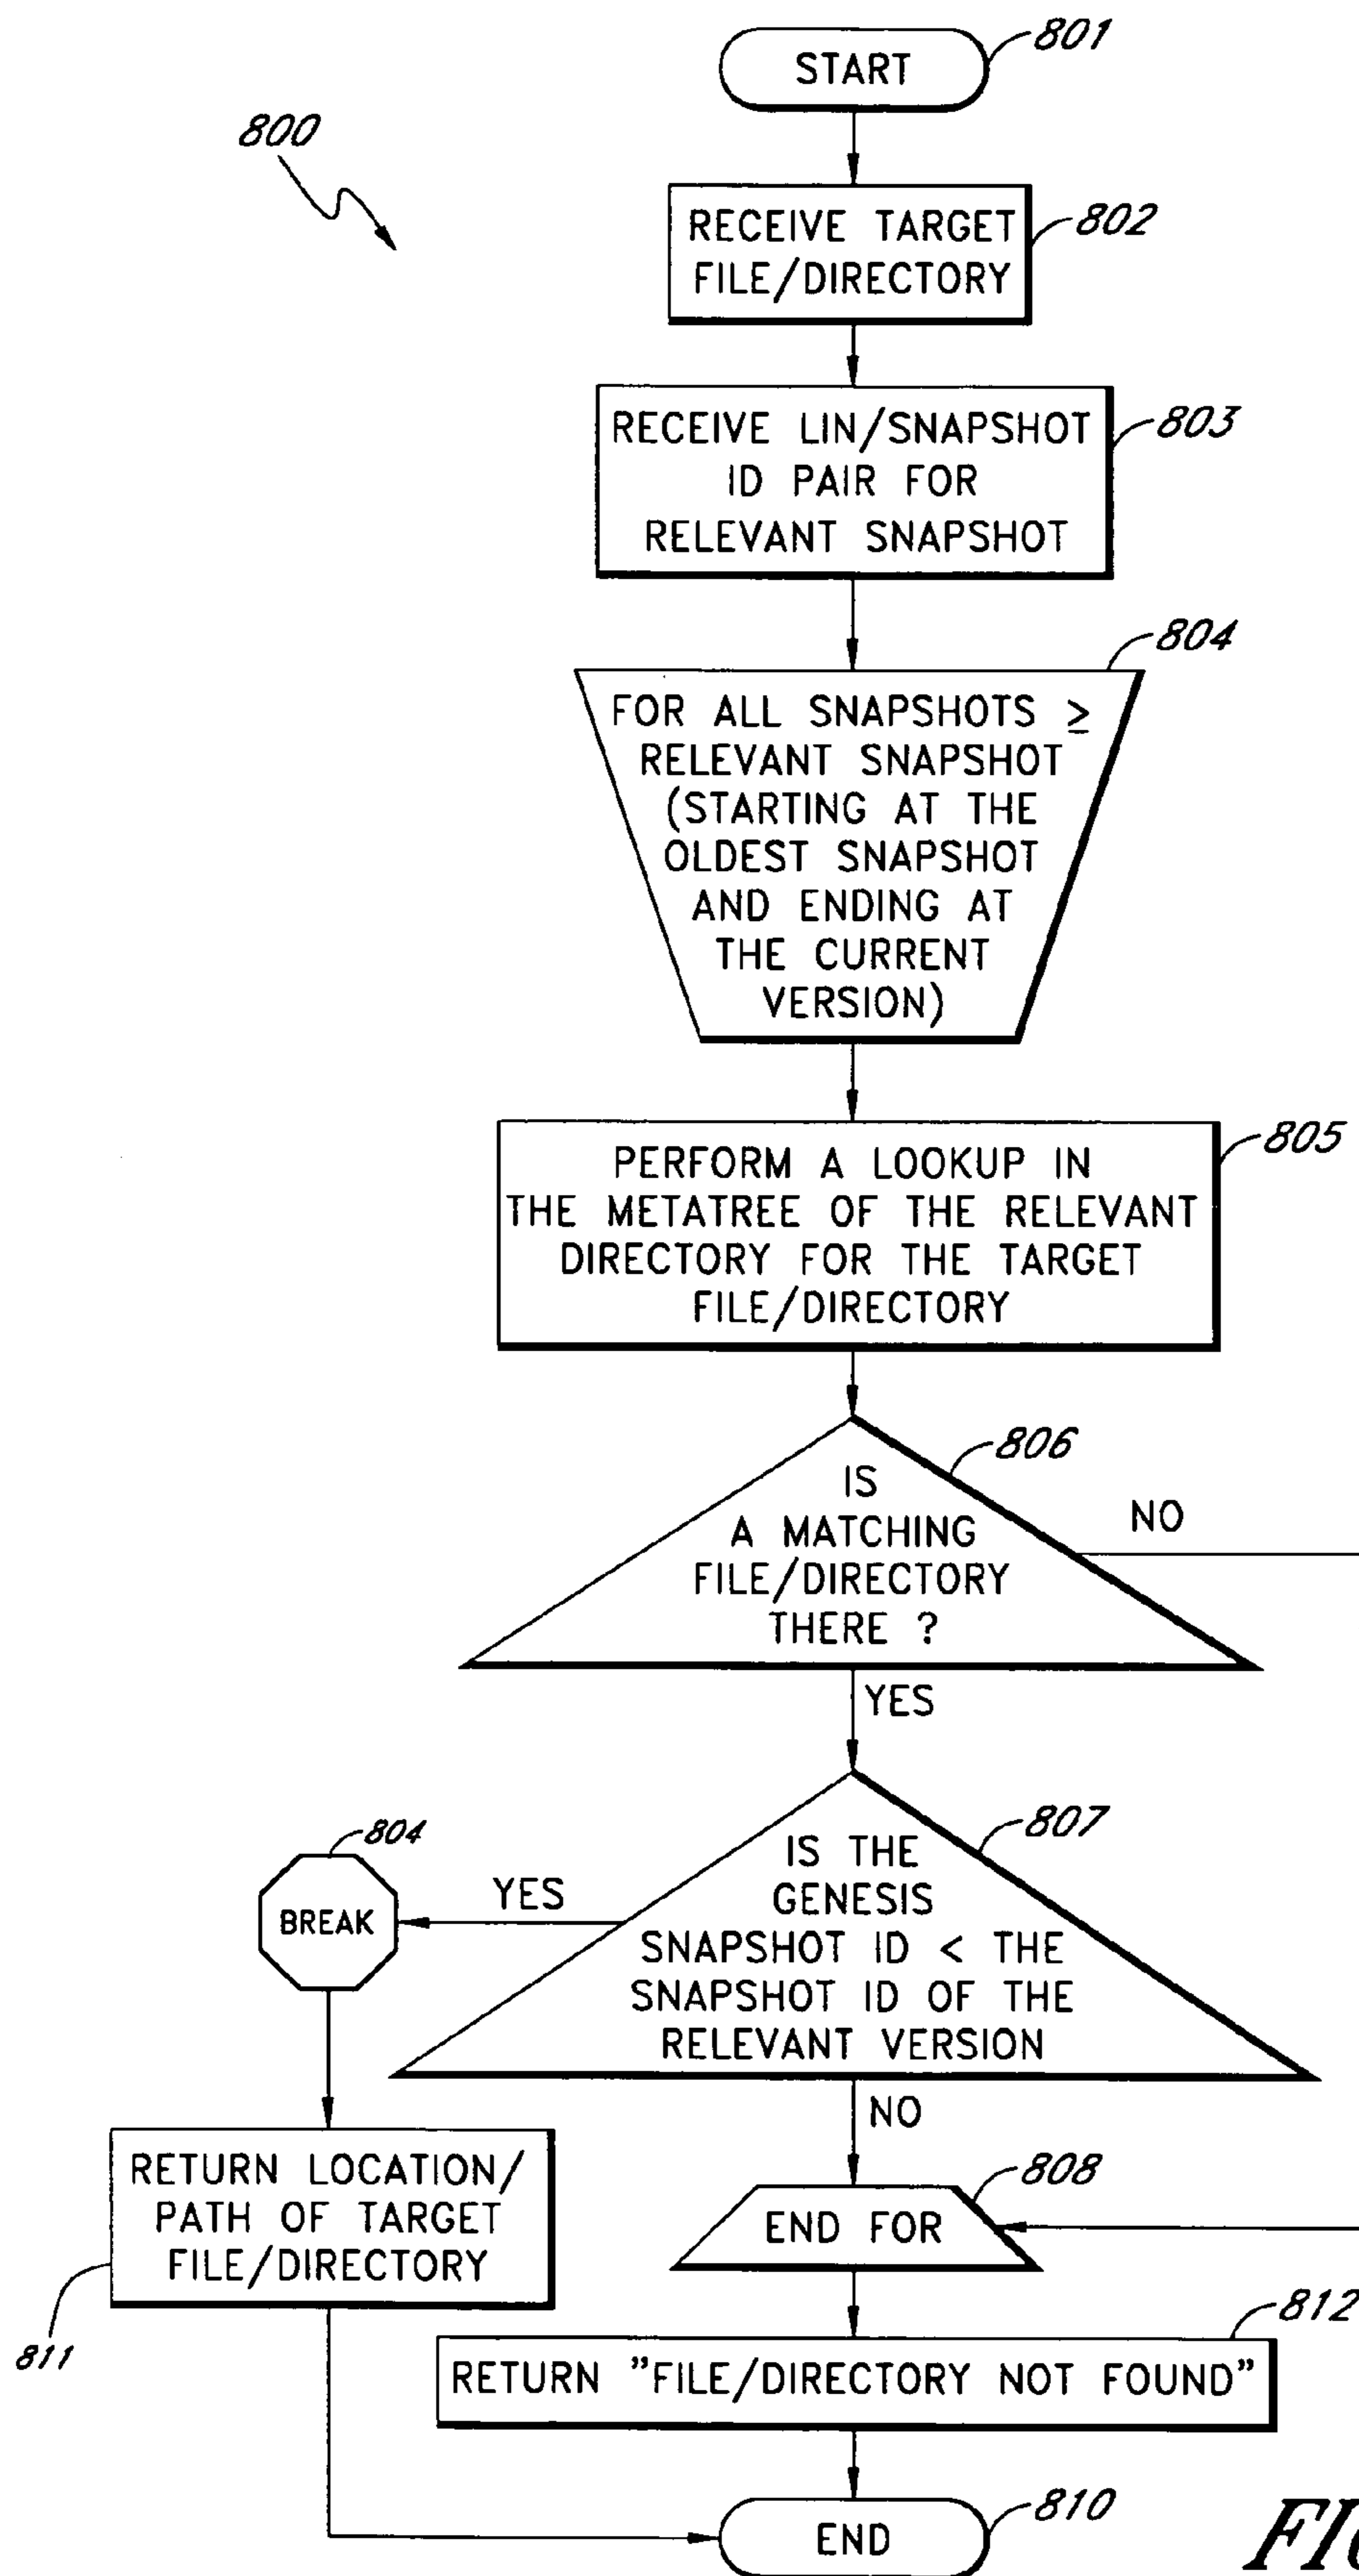 801
START
800
RECEIVE TARGET
FILE/DIRECTORY
802
RECEIVE LIN/SNAPSHOT
ID PAIR FOR
RELEVANT SNAPSHOT
803
804
FOR ALL SNAPSHOTS ≥
RELEVANT SNAPSHOT
(STARTING AT THE
OLDEST SNAPSHOT
AND ENDING AT
THE CURRENT
VERSION)
805
PERFORM A LOOKUP IN
THE METATREE OF THE RELEVANT
DIRECTORY FOR THE TARGET
FILE/DIRECTORY
806
IS
A MATCHING
FILE/DIRECTORY
THERE ?
NO
YES
807
IS THE
GENESIS
SNAPSHOT ID < THE
SNAPSHOT ID OF THE
RELEVANT VERSION
804
BREAK
YES
NO
RETURN LOCATION/
PATH OF TARGET
FILE/DIRECTORY
811
808
END FOR
812
RETURN "FILE/DIRECTORY NOT FOUND"
810
END